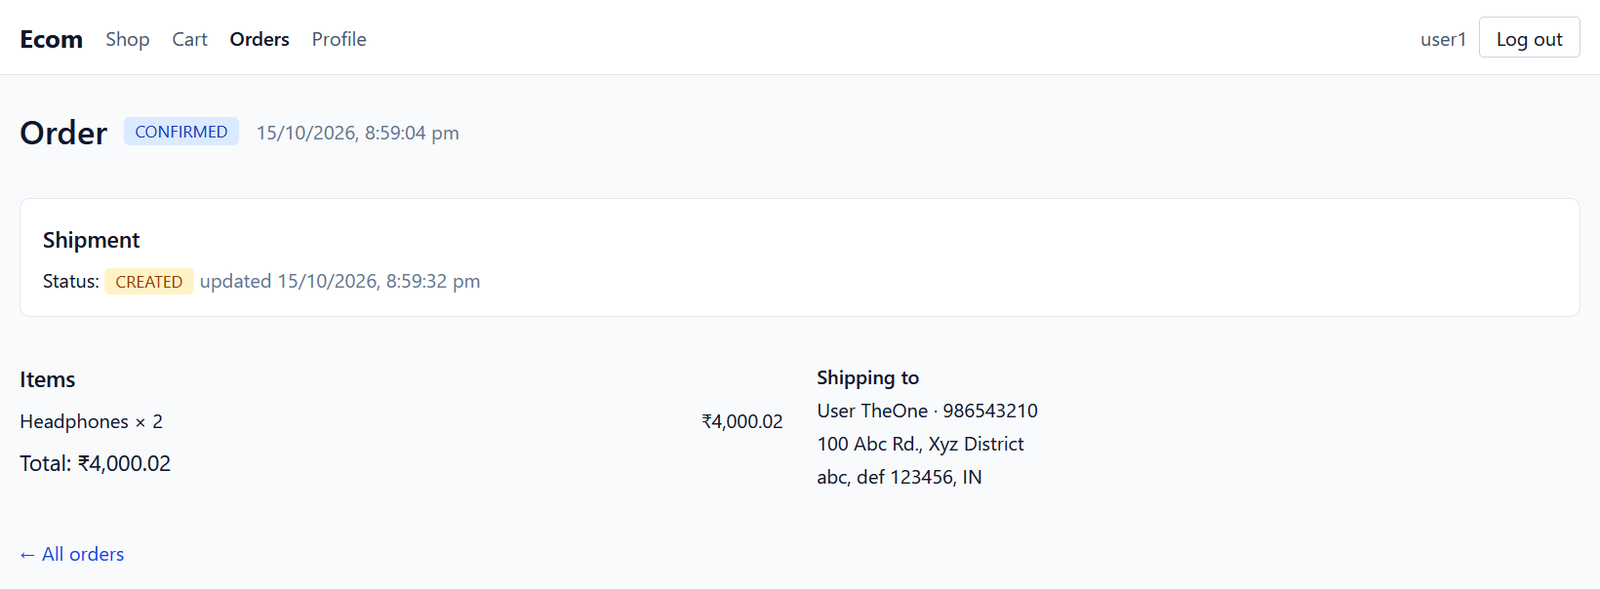 Ecom Shop Cart Orders Profile user1 Log out
Order CONFIRMED 15/10/2026, 8:59:04 pm
Shipment
Status: CREATED updated 15/10/2026, 8:59:32 pm
Items
Headphones × 2 ₹4,000.02
Total: ₹4,000.02
Shipping to
User TheOne · 986543210
100 Abc Rd., Xyz District
abc, def 123456, IN
← All orders